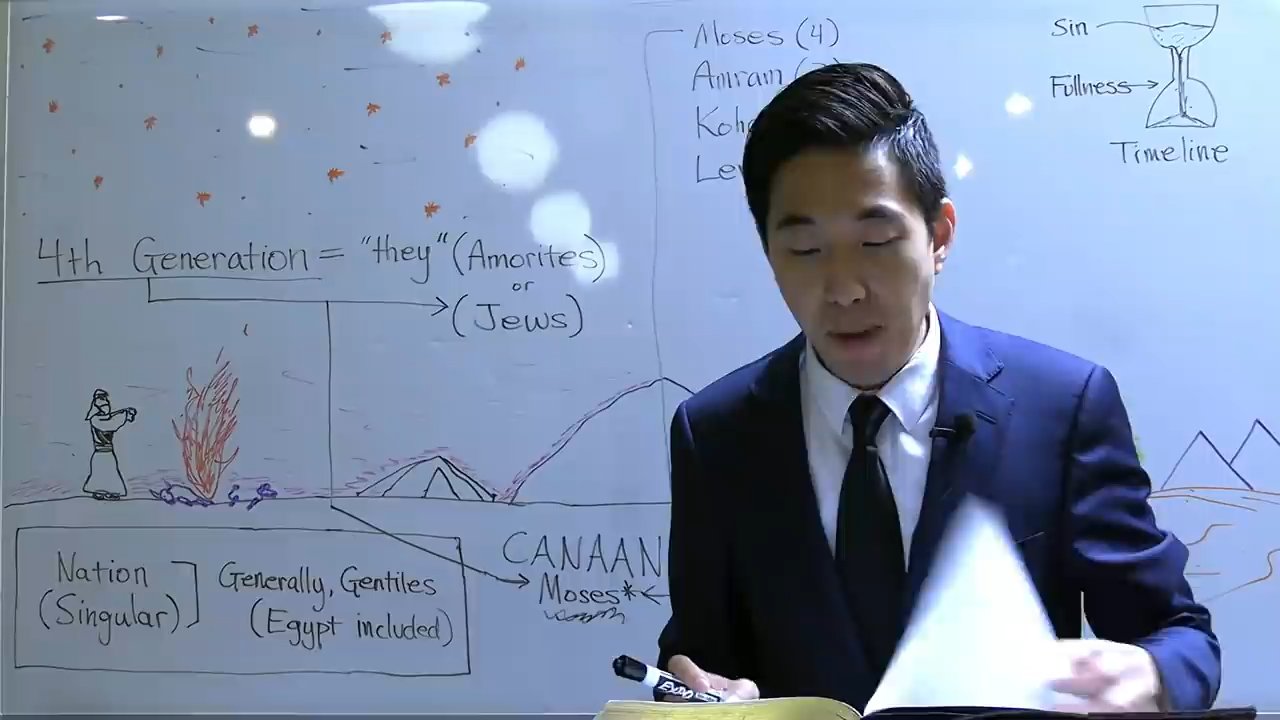 Moses (4)
Amram
Sin
Fullness
Timeline
4th Generation = "they" (Amorites)
or
(Jews)
CANAAN
Moses*
Nation
(Singular)
Generally, Gentiles
(Egypt included)